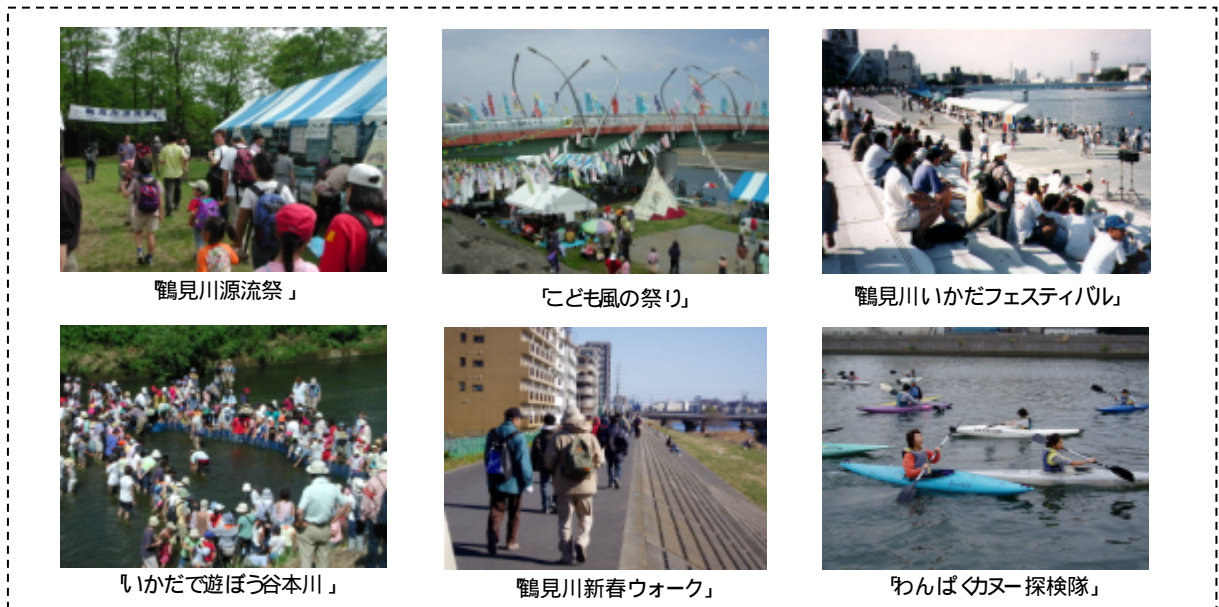 「鶴見川源流祭」
「こども風の祭り」
「鶴見川いかだフェスティバル」
「いかだで遊ぼう谷本川」
「鶴見川新春ウォーク」
「わんぱくカヌー探検隊」